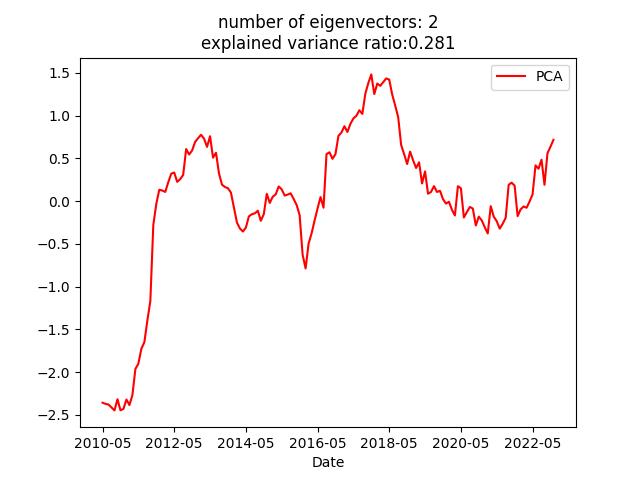 number of eigenvectors: 2
explained variance ratio:0.281
PCA
1.5
1.0
0.5
0.0
−0.5
−1.0
−1.5
−2.0
−2.5
2010-05 2012-05 2014-05 2016-05 2018-05 2020-05 2022-05
Date